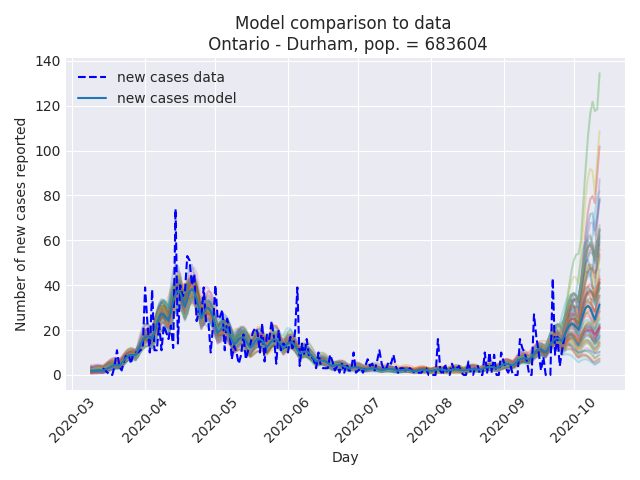 Model comparison to data
Ontario - Durham, pop. = 683604
new cases data
new cases model
Number of new cases reported
140
120
100
80
60
40
20
0
2020-03
2020-04
2020-05
2020-06
2020-07
2020-08
2020-09
2020-10
Day